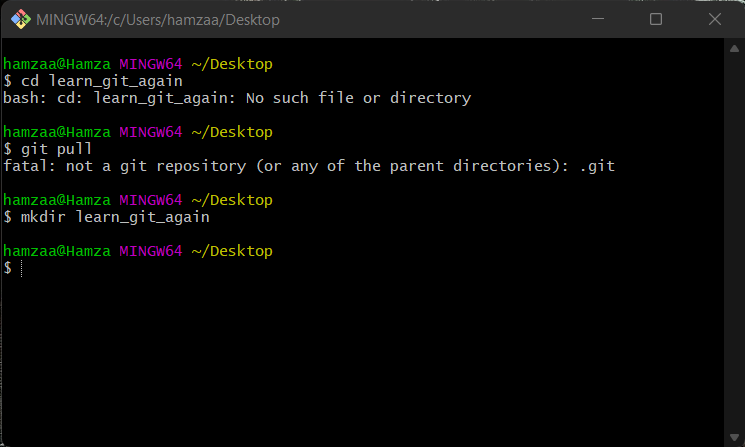 MINGW64:/c/Users/hamzaa/Desktop
hamzaa@Hamza MINGW64 ~/Desktop
$ cd learn_git_again
bash: cd: learn_git_again: No such file or directory
hamzaa@Hamza MINGW64 ~/Desktop
$ git pull
fatal: not a git repository (or any of the parent directories): .git
hamzaa@Hamza MINGW64 ~/Desktop
$ mkdir learn_git_again
hamzaa@Hamza MINGW64 ~/Desktop
$